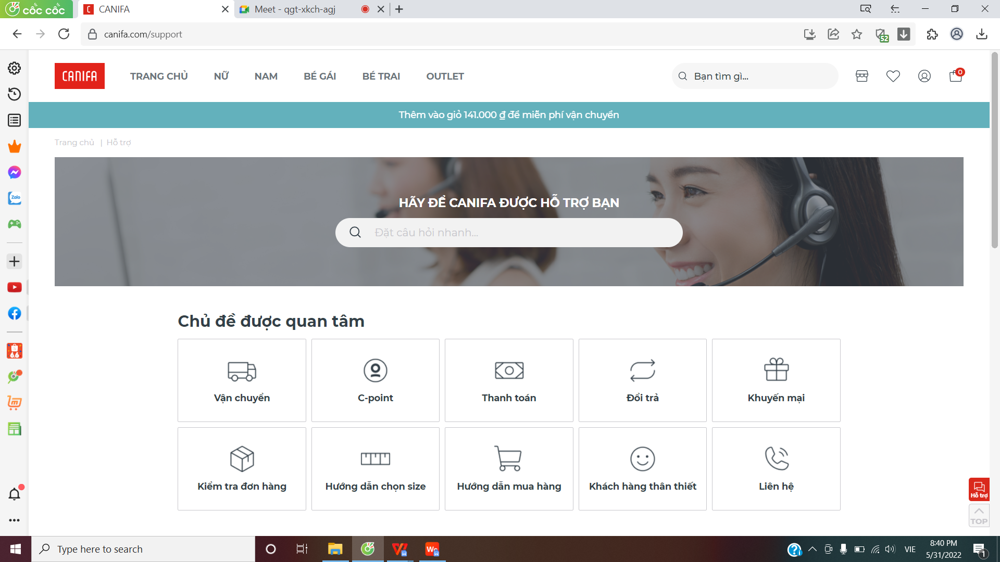 cốc cốc
CANIFA
Meet - qgt-xkch-agj
canifa.com/support
52
CANIFA
TRANG CHỦ
NỮ
NAM
BÉ GÁI
BÉ TRAI
OUTLET
Bạn tìm gì...
0
Thêm vào giỏ 141.000 ₫ để miễn phí vận chuyển
Trang chủ | Hỗ trợ
Zalo
HÃY ĐỂ CANIFA ĐƯỢC HỖ TRỢ BẠN
Đặt câu hỏi nhanh...
Chủ đề được quan tâm
6.6
Vận chuyển
C-point
Thanh toán
Đổi trả
Khuyến mại
Kiểm tra đơn hàng
Hướng dẫn chọn size
Hướng dẫn mua hàng
Khách hàng thân thiết
Liên hệ
Hỗ trợ
TOP
Type here to search
VIE
8:40 PM
5/31/2022
1